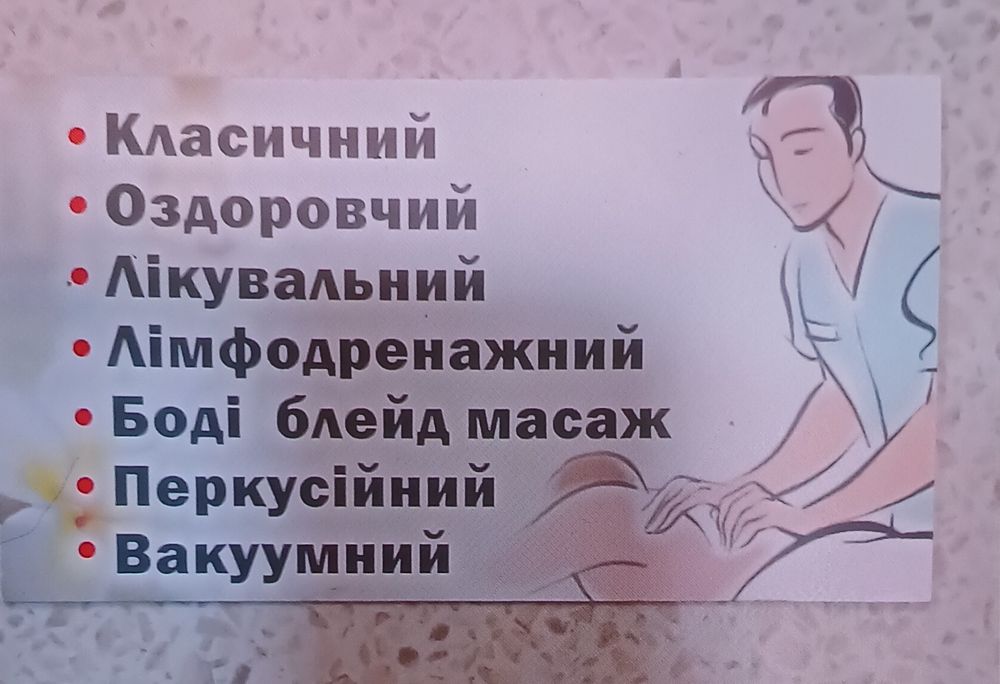 • Класичний
• Оздоровчий
• Лікувальний
• Лімфодренажний
• Боді блейд масаж
• Перкусійний
• Вакуумний